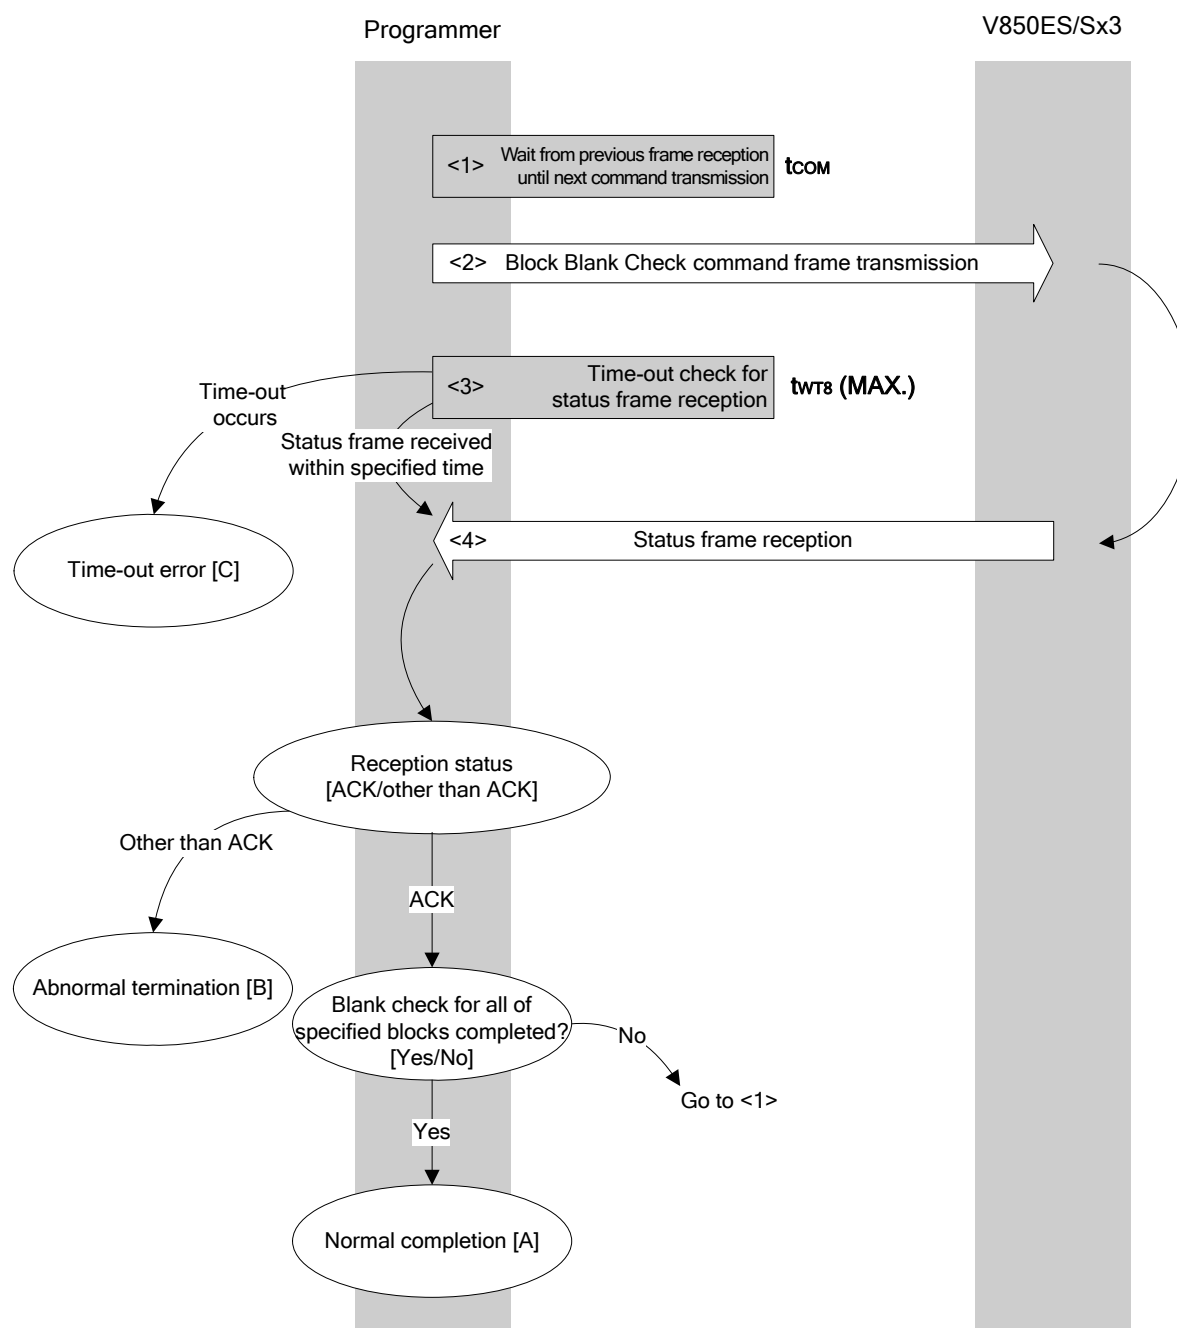 Programmer
V850ES/Sx3
<1> Wait from previous frame reception
until next command transmission
tCOM
<2> Block Blank Check command frame transmission
<3> Time-out check for
status frame reception
tWT8 (MAX.)
Time-out
occurs
Status frame received
within specified time
<4> Status frame reception
Time-out error [C]
Reception status
[ACK/other than ACK]
Other than ACK
ACK
Abnormal termination [B]
Blank check for all of
specified blocks completed?
[Yes/No]
No
Go to <1>
Yes
Normal completion [A]